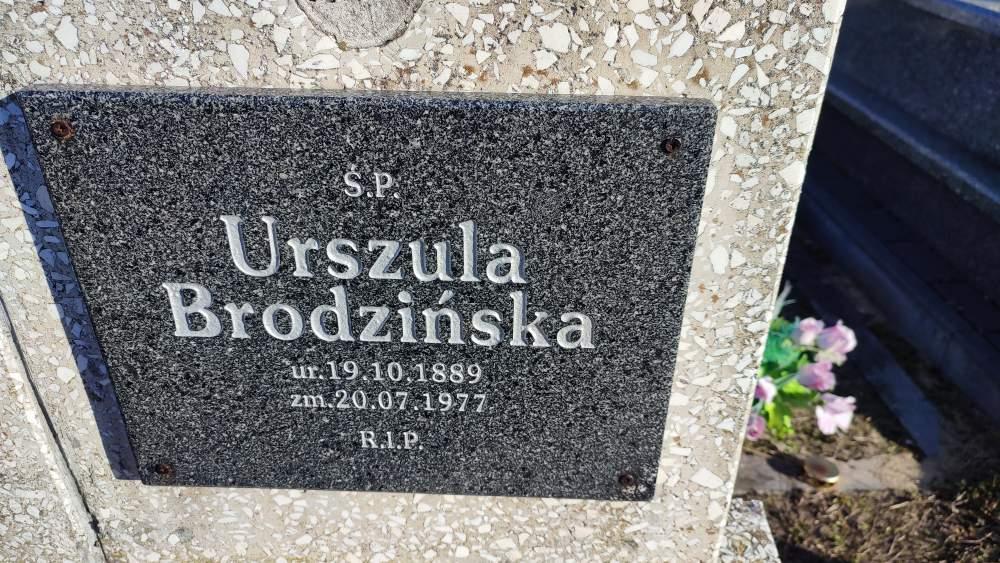 Ś.P.
Urszula
Brodzińska
ur.19.10.1889
zm.20.07.1977
R.I.P.